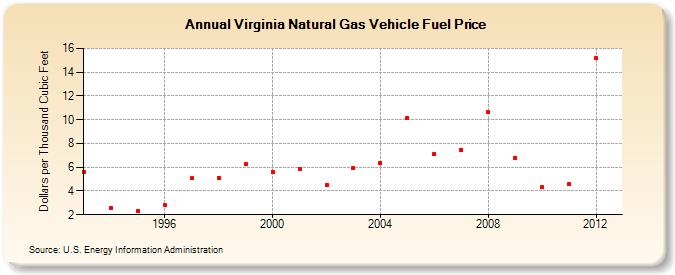 Annual Virginia Natural Gas Vehicle Fuel Price
Dollars per Thousand Cubic Feet
16
14
12
10
8
6
4
2
1996 2000 2004 2008 2012
Source: U.S. Energy Information Administration